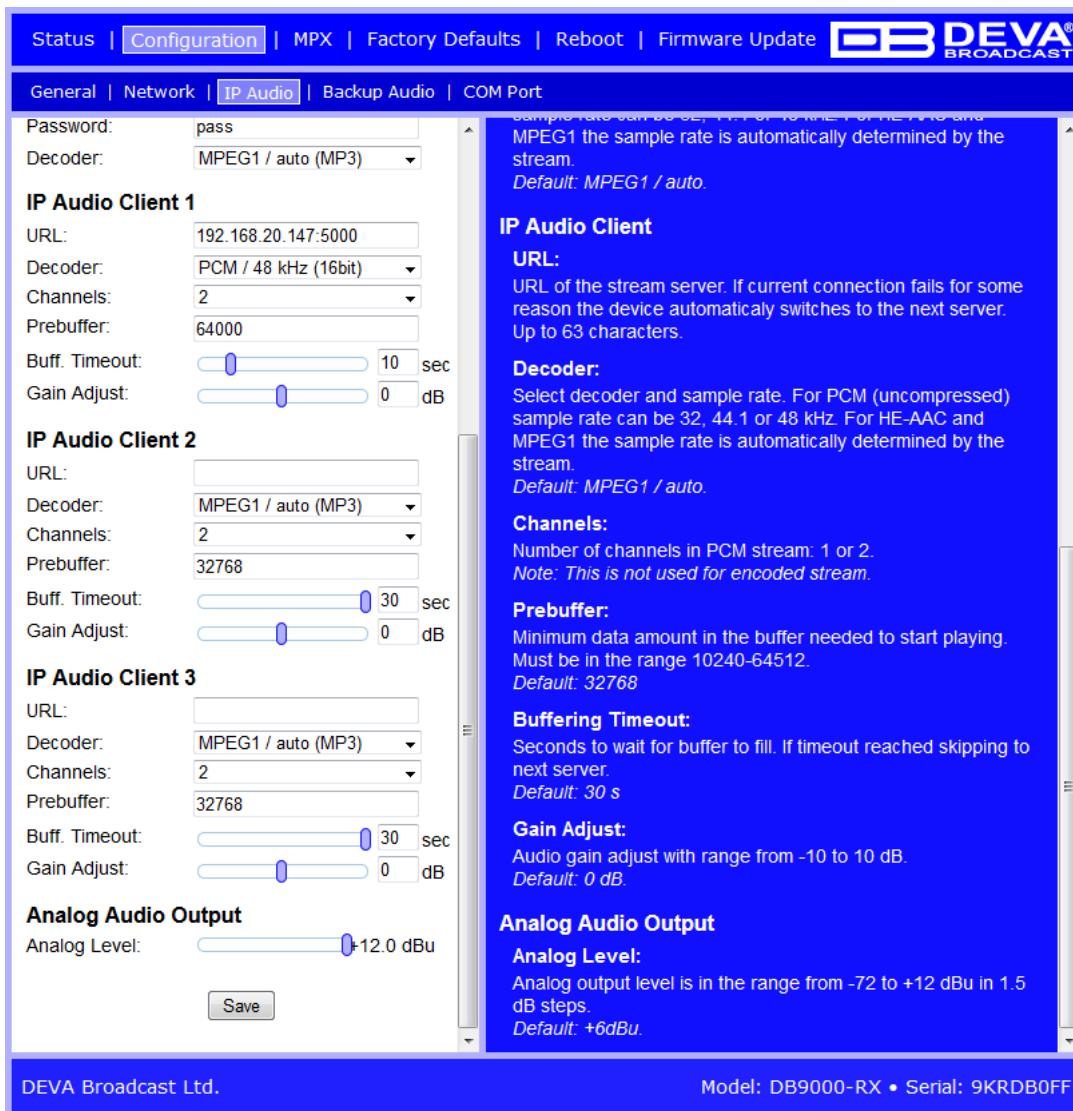 Status | Configuration | MPX | Factory Defaults | Reboot | Firmware Update
DEVA®
BROADCAST
General | Network | IP Audio | Backup Audio | COM Port
Password: pass
Decoder: MPEG1 / auto (MP3)
IP Audio Client 1
URL: 192.168.20.147:5000
Decoder: PCM / 48 kHz (16bit)
Channels: 2
Prebuffer: 64000
Buff. Timeout: 10 sec
Gain Adjust: 0 dB
IP Audio Client 2
URL:
Decoder: MPEG1 / auto (MP3)
Channels: 2
Prebuffer: 32768
Buff. Timeout: 30 sec
Gain Adjust: 0 dB
IP Audio Client 3
URL:
Decoder: MPEG1 / auto (MP3)
Channels: 2
Prebuffer: 32768
Buff. Timeout: 30 sec
Gain Adjust: 0 dB
Analog Audio Output
Analog Level: +12.0 dBu
Save
sample rate can be 32, 44.1 or 48 kHz. For HE-AAC and
MPEG1 the sample rate is automatically determined by the
stream.
Default: MPEG1 / auto.
IP Audio Client
URL:
URL of the stream server. If current connection fails for some
reason the device automaticaly switches to the next server.
Up to 63 characters.
Decoder:
Select decoder and sample rate. For PCM (uncompressed)
sample rate can be 32, 44.1 or 48 kHz. For HE-AAC and
MPEG1 the sample rate is automatically determined by the
stream.
Default: MPEG1 / auto.
Channels:
Number of channels in PCM stream: 1 or 2.
Note: This is not used for encoded stream.
Prebuffer:
Minimum data amount in the buffer needed to start playing.
Must be in the range 10240-64512.
Default: 32768
Buffering Timeout:
Seconds to wait for buffer to fill. If timeout reached skipping to
next server.
Default: 30 s
Gain Adjust:
Audio gain adjust with range from -10 to 10 dB.
Default: 0 dB.
Analog Audio Output
Analog Level:
Analog output level is in the range from -72 to +12 dBu in 1.5
dB steps.
Default: +6dBu.
DEVA Broadcast Ltd.
Model: DB9000-RX • Serial: 9KRDB0FF